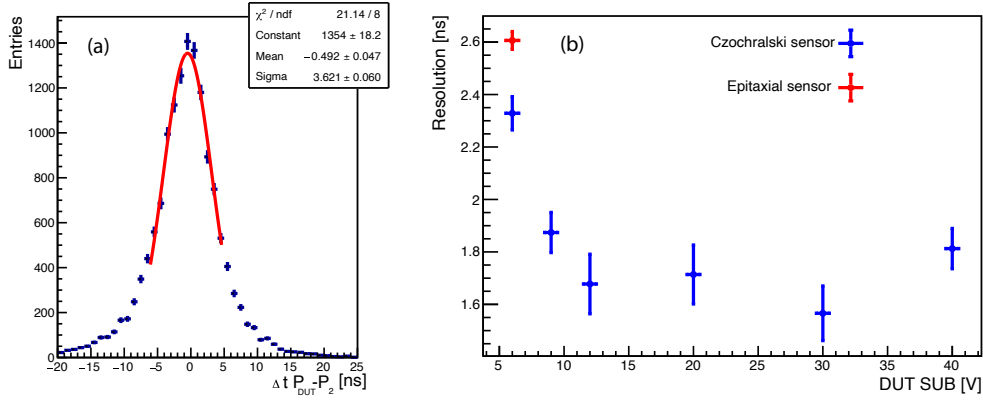 (a)
χ² / ndf 21.14 / 8
Constant 1354 ± 18.2
Mean −0.492 ± 0.047
Sigma 3.621 ± 0.060
Entries
1400
1200
1000
800
600
400
200
0
−20 −15 −10 −5 0 5 10 15 20 25
Δ t P_DUT-P_2 [ns]
(b)
Czochralski sensor
Epitaxial sensor
Resolution [ns]
2.6
2.4
2.2
2
1.8
1.6
5 10 15 20 25 30 35 40
DUT SUB [V]